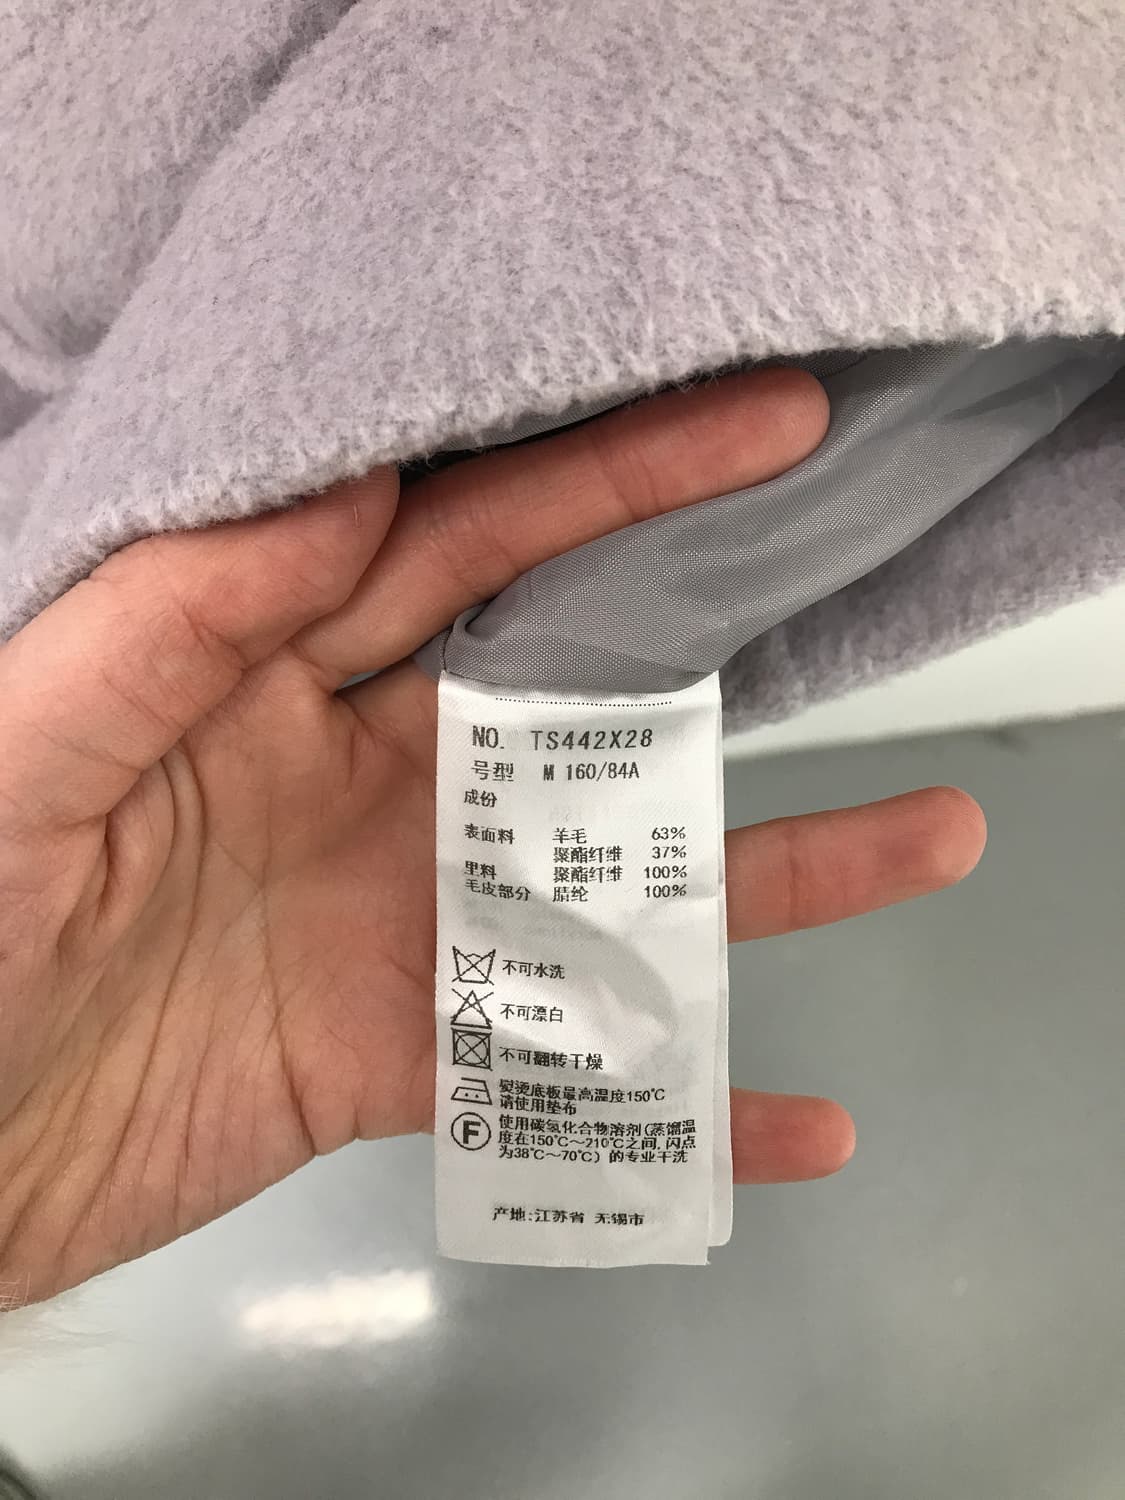 NO. TS442X28
号型 M 160/84A
成份
表面料 羊毛 63%
聚酯纤维 37%
里料 聚酯纤维 100%
毛皮部分 腈纶 100%
不可水洗
不可漂白
不可翻转干燥
熨烫底板最高温度150℃
请使用垫布
F
使用碳氢化合物溶剂(蒸馏温
度在150℃～210℃之间,闪点
为38℃～70℃）的专业干洗
产地:江苏省 无锡市